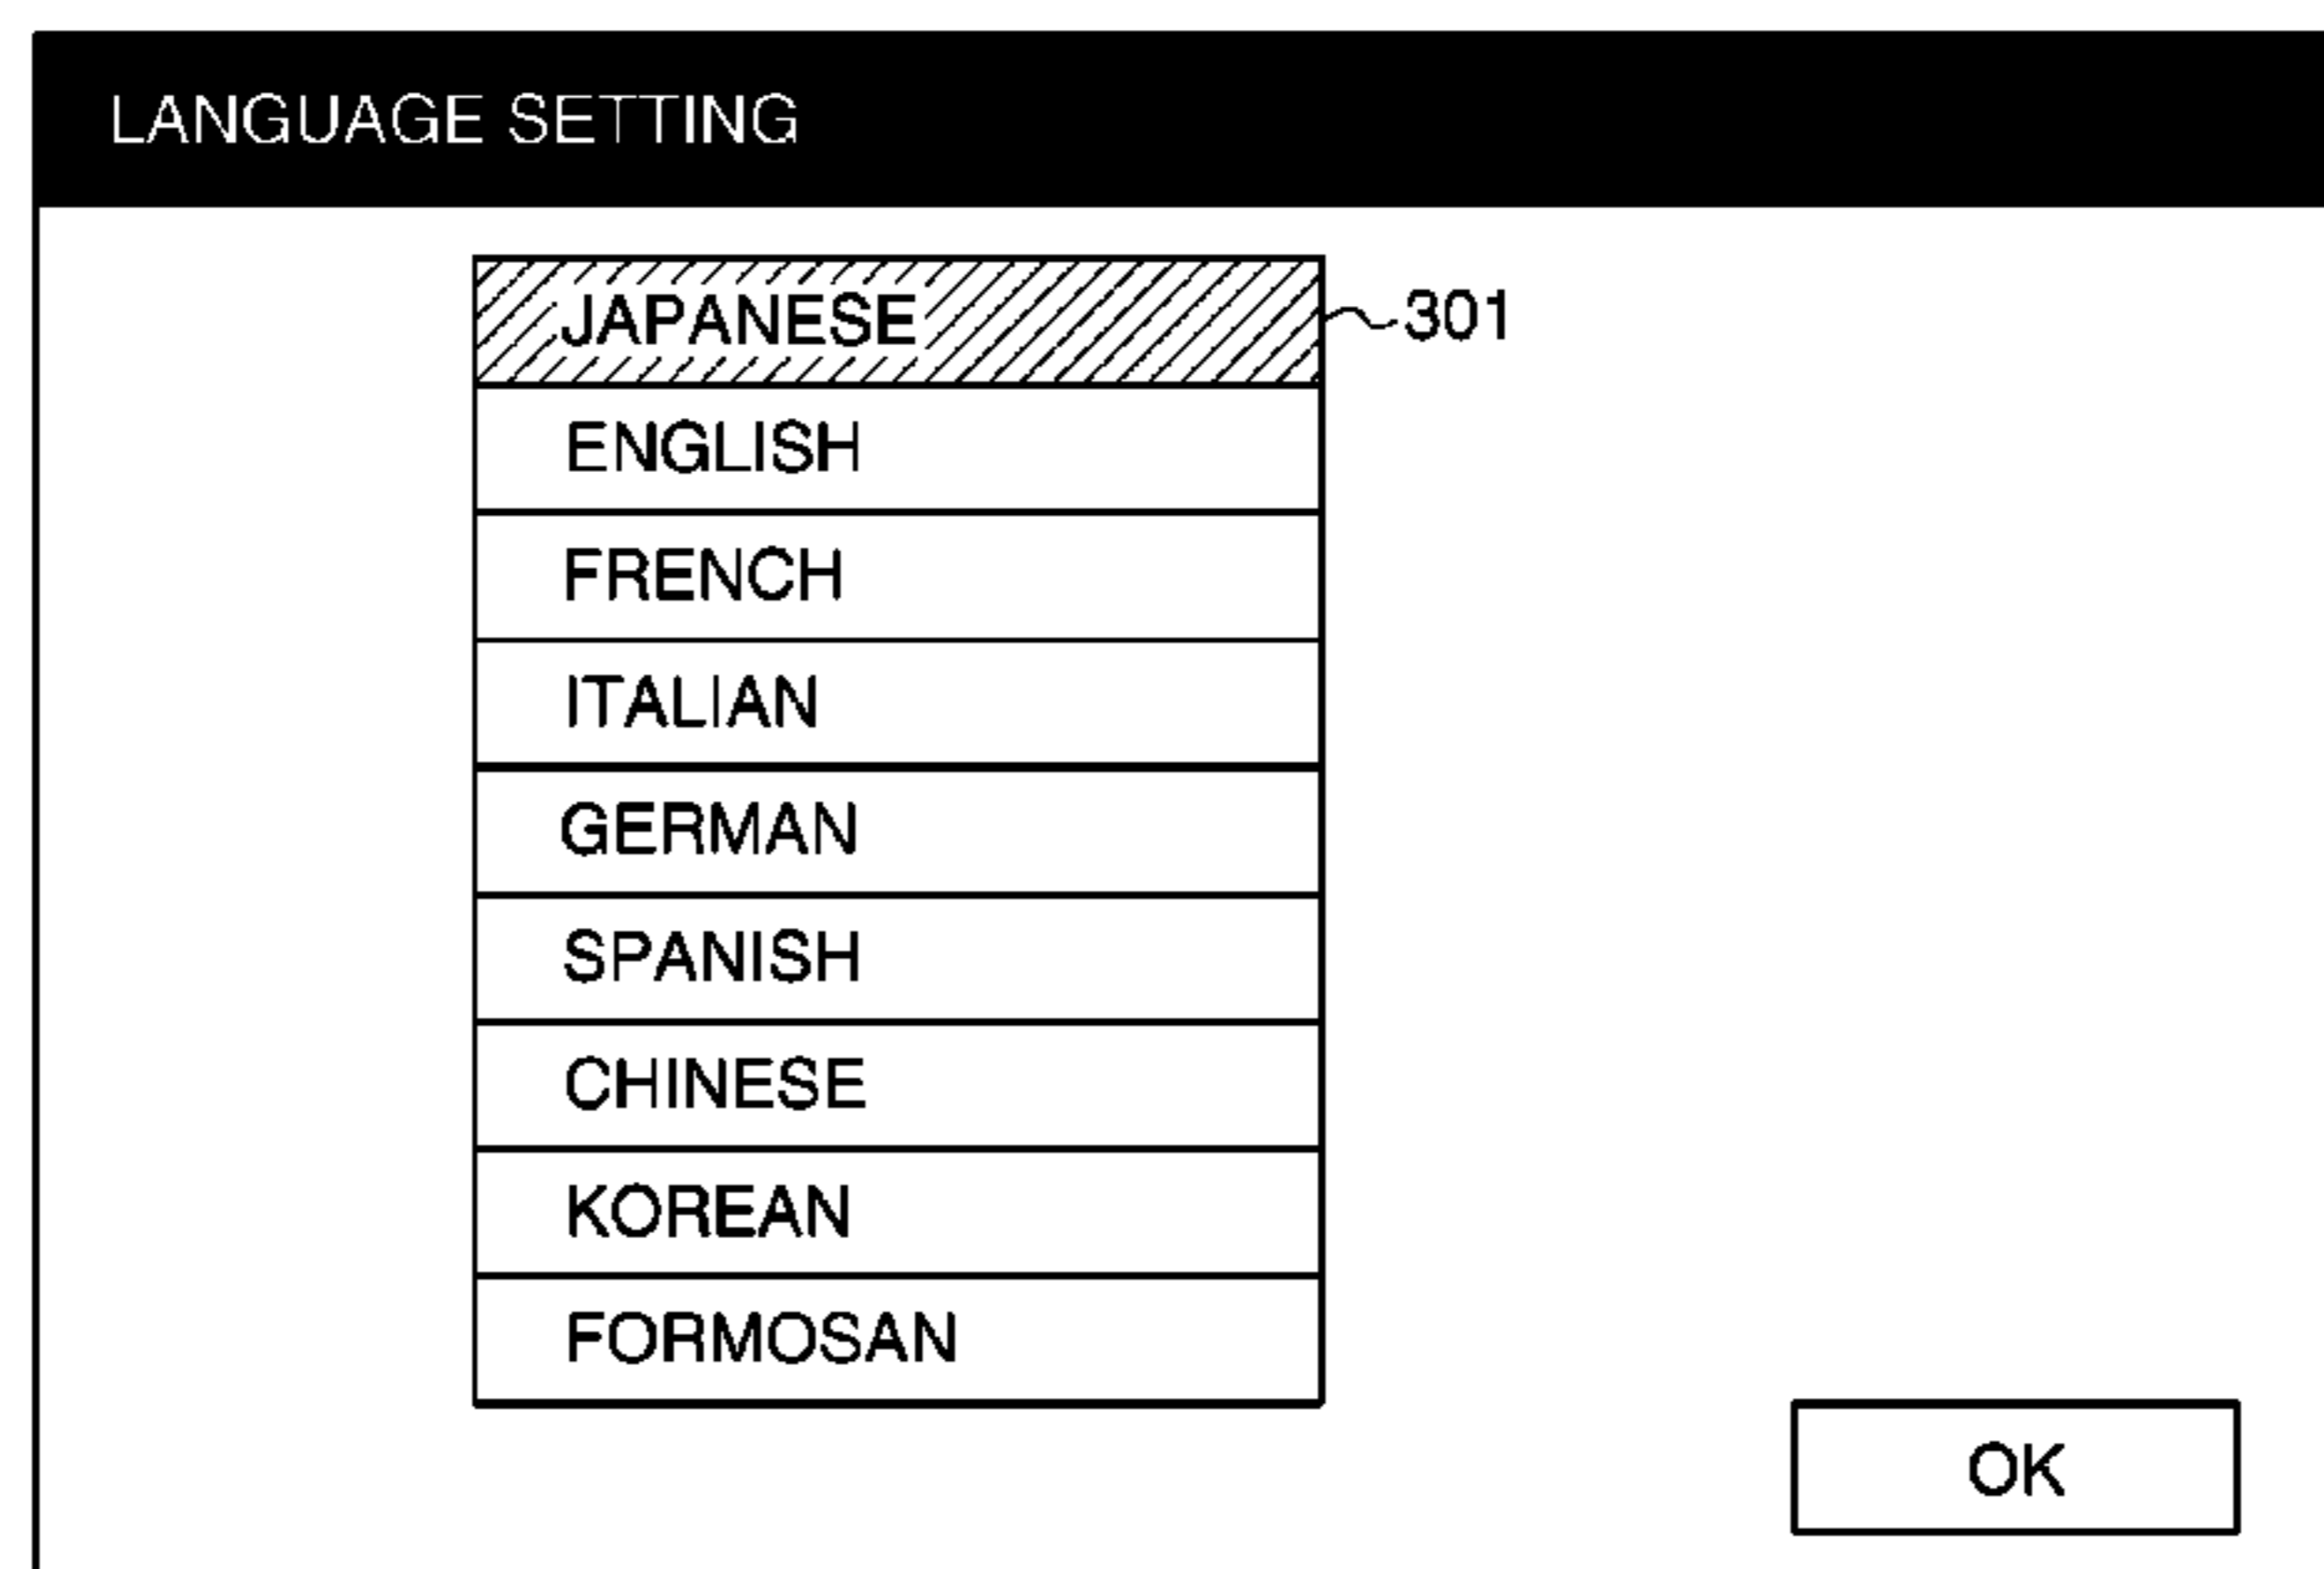 LANGUAGE SETTING
JAPANESE
301
ENGLISH
FRENCH
ITALIAN
GERMAN
SPANISH
CHINESE
KOREAN
FORMOSAN
OK